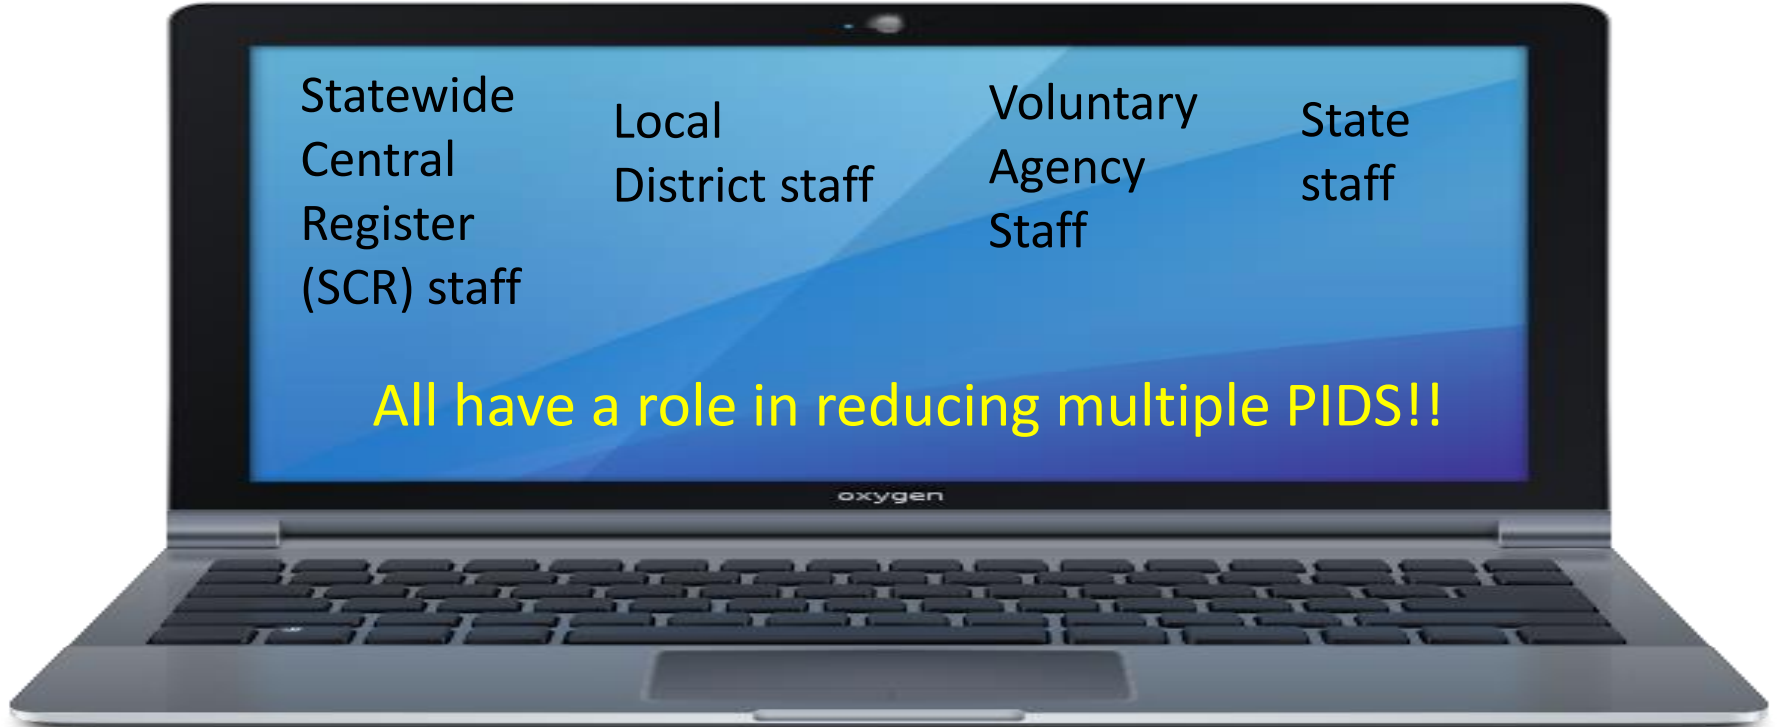 Statewide
Central
Register
(SCR) staff
Local
District staff
Voluntary
Agency
Staff
State
staff
All have a role in reducing multiple PIDS!!
oxygen